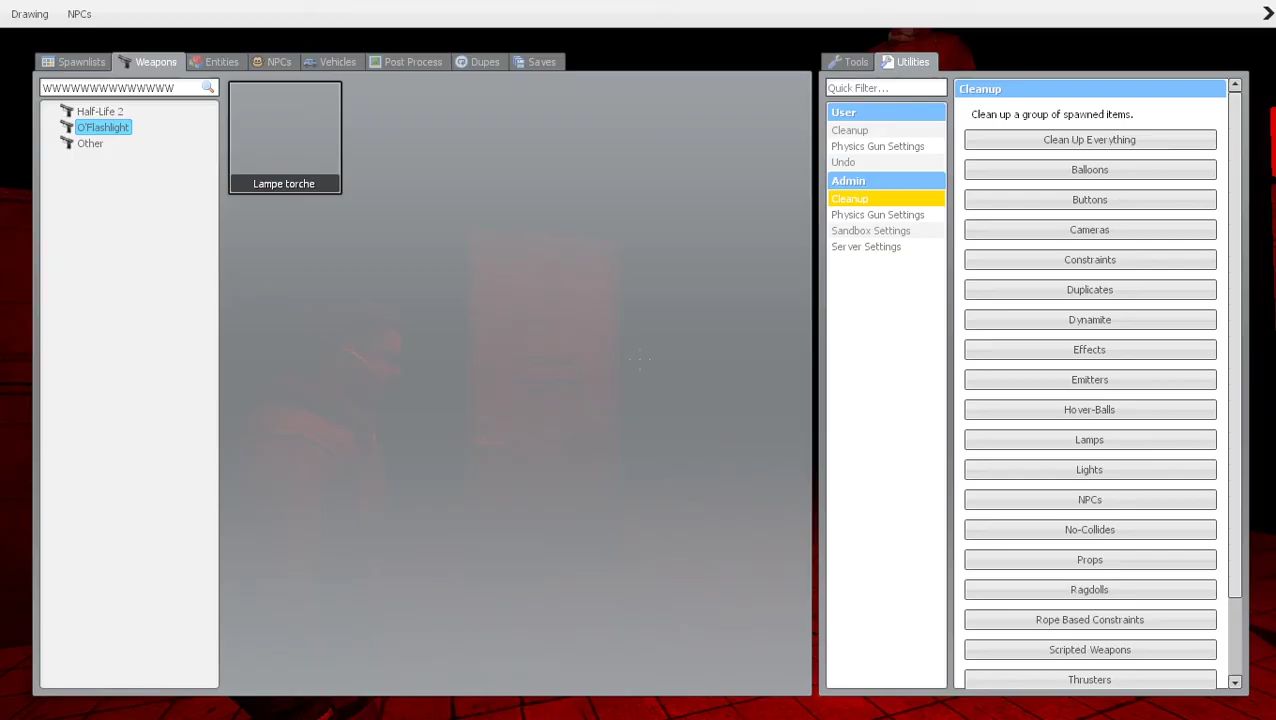 Drawing NPCs
Spawnlists Weapons Entities NPCs Vehicles Post Process Dupes Saves
WWWWWWWWWWWWWWW
Half-Life 2
O'Flashlight
Other
Lampe torche
Tools Utilities
Quick Filter...
User
Cleanup
Physics Gun Settings
Undo
Admin
Cleanup
Physics Gun Settings
Sandbox Settings
Server Settings
Cleanup
Clean up a group of spawned items.
Clean Up Everything
Balloons
Buttons
Cameras
Constraints
Duplicates
Dynamite
Effects
Emitters
Hover-Balls
Lamps
Lights
NPCs
No-Collides
Props
Ragdolls
Rope Based Constraints
Scripted Weapons
Thrusters